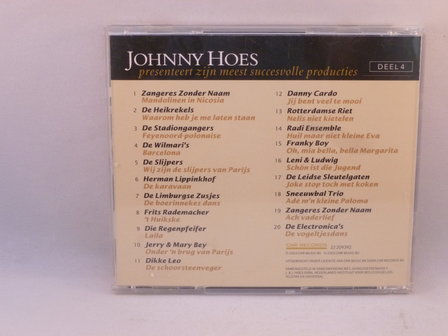 JOHNNY HOES
presenteert zijn meest succesvolle producties
DEEL 4
1 Zangeres Zonder Naam
Mandolinen in Nicosia
2 De Heikrekels
Waarom heb je me laten staan
3 De Stadiongangers
Feyenoord-polonaise
4 De Wilmari's
Barcelona
5 De Slijpers
Wij zijn de slijpers van Parijs
6 Herman Lippinkhof
De karavaan
7 De Limburgse Zusjes
De boerinnekes dans
8 Frits Rademacher
't Huikske
9 Die Regenpfeifer
Laila
10 Jerry & Mary Bey
Onder 'n brug van Parijs
11 Dikke Leo
De schoorsteenveger
12 Danny Cardo
Jij bent veel te mooi
13 Rotterdamse Riet
Nelis niet kietelen
14 Radi Ensemble
Huil maar niet kleine Eva
15 Franky Boy
Oh, mia bella, bella Margarita
16 Leni & Ludwig
Schön ist die Jugend
17 De Leidse Sleutelgaten
Joke stop toch met koken
18 Sneeuwbal Trio
Ade m'n kleine Paloma
19 Zangeres Zonder Naam
Ach vaderlief
20 De Electronica's
De vogeltjesdans